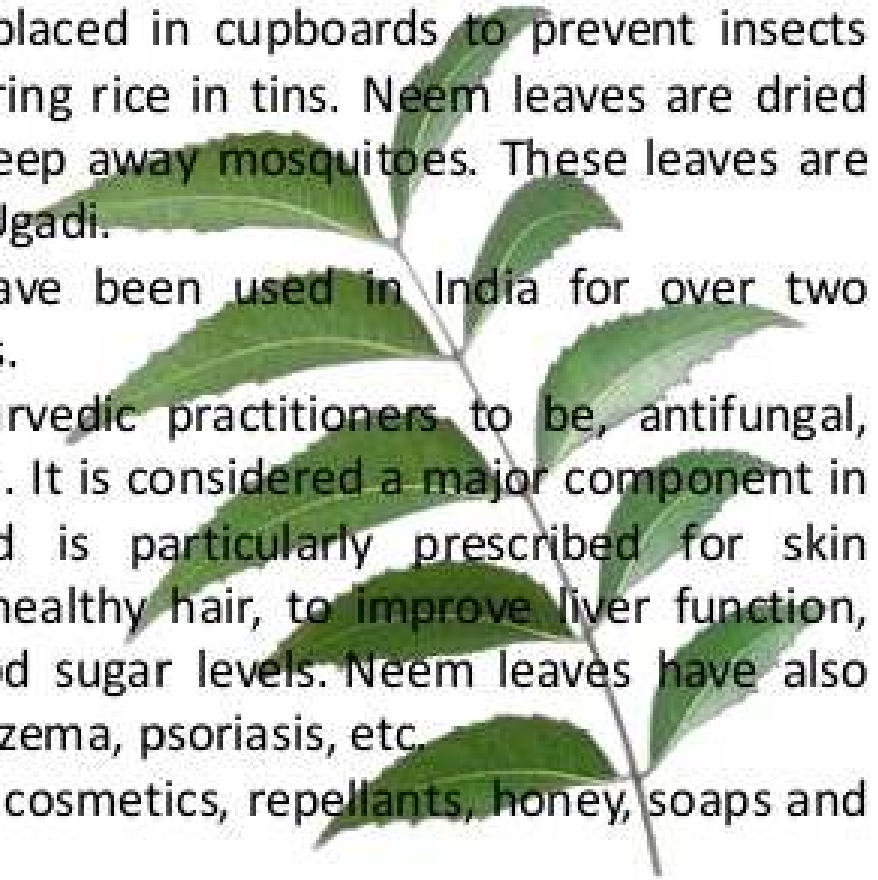 placed in cupboards to prevent insects
ring rice in tins. Neem leaves are dried
eep away mosquitoes. These leaves are
Ugadi.
ave been used in India for over two
s.
rvedic practitioners to be, antifungal,
. It is considered a major component in
d is particularly prescribed for skin
healthy hair, to improve liver function,
od sugar levels. Neem leaves have also
zema, psoriasis, etc.
cosmetics, repellants, honey, soaps and